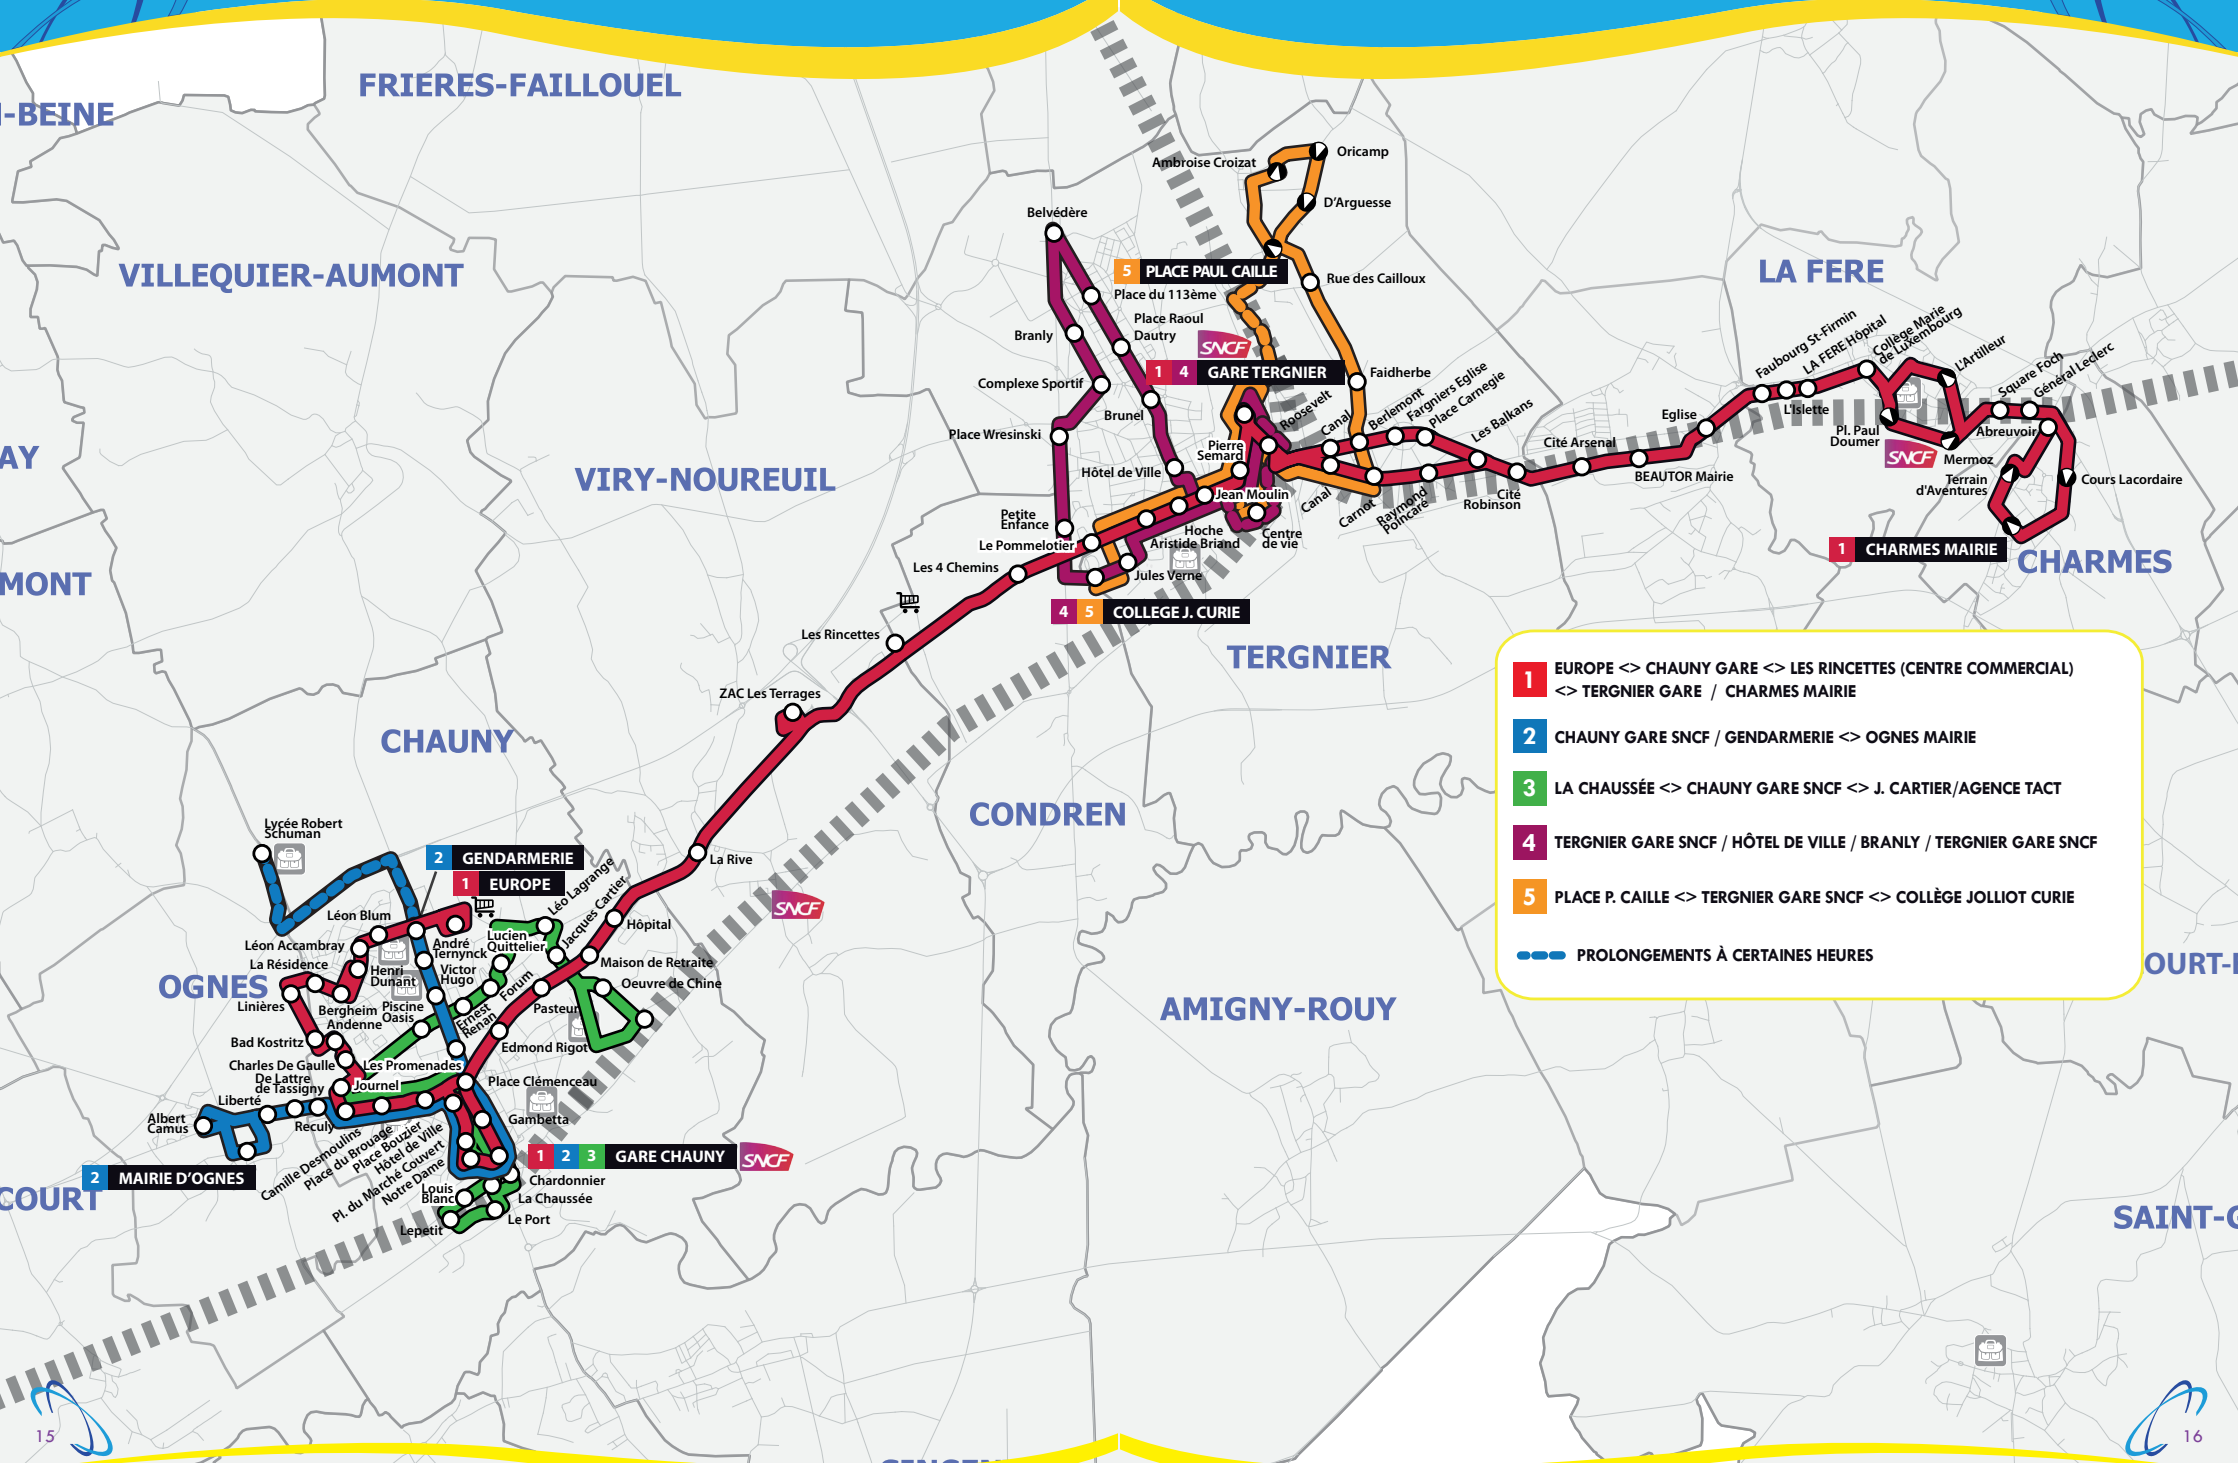 FRIERES-FAILLOUEL
-BEINE
VILLEQUIER-AUMONT
LA FERE
AY
VIRY-NOUREUIL
MONT
CHARMES
TERGNIER
CHAUNY
CONDREN
OGNES
AMIGNY-ROUY
OURT-
COURT
SAINT-
Ambroise Croizat
Oricamp
D'Arguesse
Belvédère
5 PLACE PAUL CAILLE
Rue des Cailloux
Place du 113ème
Place Raoul
Dautry
Branly
SNCF
1 4 GARE TERGNIER
Complexe Sportif
Brunel
Roosevelt
Faidherbe
Place Wresinski
Pierre
Semard
Canal
Berlemont
Fargniers Eglise
Place Carnegie
Les Balkans
Hôtel de Ville
Jean Moulin
Canal
Carnot
Raymond
Poincaré
Cité
Robinson
Cité Arsenal
BEAUTOR Mairie
Eglise
Faubourg St-Firmin
LA FERE Hôpital
L'Islette
Collège Marie
de Luxembourg
L'Artilleur
Square Foch
Général Leclerc
Pl. Paul
Doumer
SNCF
Mermoz
Abreuvoir
Terrain
d'Aventures
Cours Lacordaire
1 CHARMES MAIRIE
Petite
Enfance
Le Pommelotier
Hoche
Aristide Briand
Centre
de vie
Les 4 Chemins
Jules Verne
4 5 COLLEGE J. CURIE
Les Rincettes
ZAC Les Terrages
La Rive
SNCF
Lycée Robert
Schuman
2 GENDARMERIE
1 EUROPE
Léo Lagrange
Jacques Cartier
Léon Blum
Hôpital
Lucien
Quittelier
André
Ternynck
Léon Accambray
Maison de Retraite
La Résidence
Henri
Dunant
Victor
Hugo
Forum
Oeuvre de Chine
Linières
Bergheim
Andenne
Piscine
Oasis
Ernest
Renan
Pasteur
Bad Kostritz
Edmond Rigot
Charles De Gaulle
Les Promenades
De Lattre
de Tassigny
Journel
Place Clémenceau
Liberté
Albert
Camus
Reculy
Gambetta
Camille Desmoulins
Place du Brouage
Place Bouzier
Hôtel de Ville
Pl. du Marché Couvert
Notre Dame
1 2 3 GARE CHAUNY SNCF
2 MAIRIE D'OGNES
Chardonnier
Louis
Blanc
La Chaussée
Le Port
Lepetit
1 EUROPE <> CHAUNY GARE <> LES RINCETTES (CENTRE COMMERCIAL)
<> TERGNIER GARE / CHARMES MAIRIE
2 CHAUNY GARE SNCF / GENDARMERIE <> OGNES MAIRIE
3 LA CHAUSSÉE <> CHAUNY GARE SNCF <> J. CARTIER/AGENCE TACT
4 TERGNIER GARE SNCF / HÔTEL DE VILLE / BRANLY / TERGNIER GARE SNCF
5 PLACE P. CAILLE <> TERGNIER GARE SNCF <> COLLÈGE JOLLIOT CURIE
PROLONGEMENTS À CERTAINES HEURES
15
16